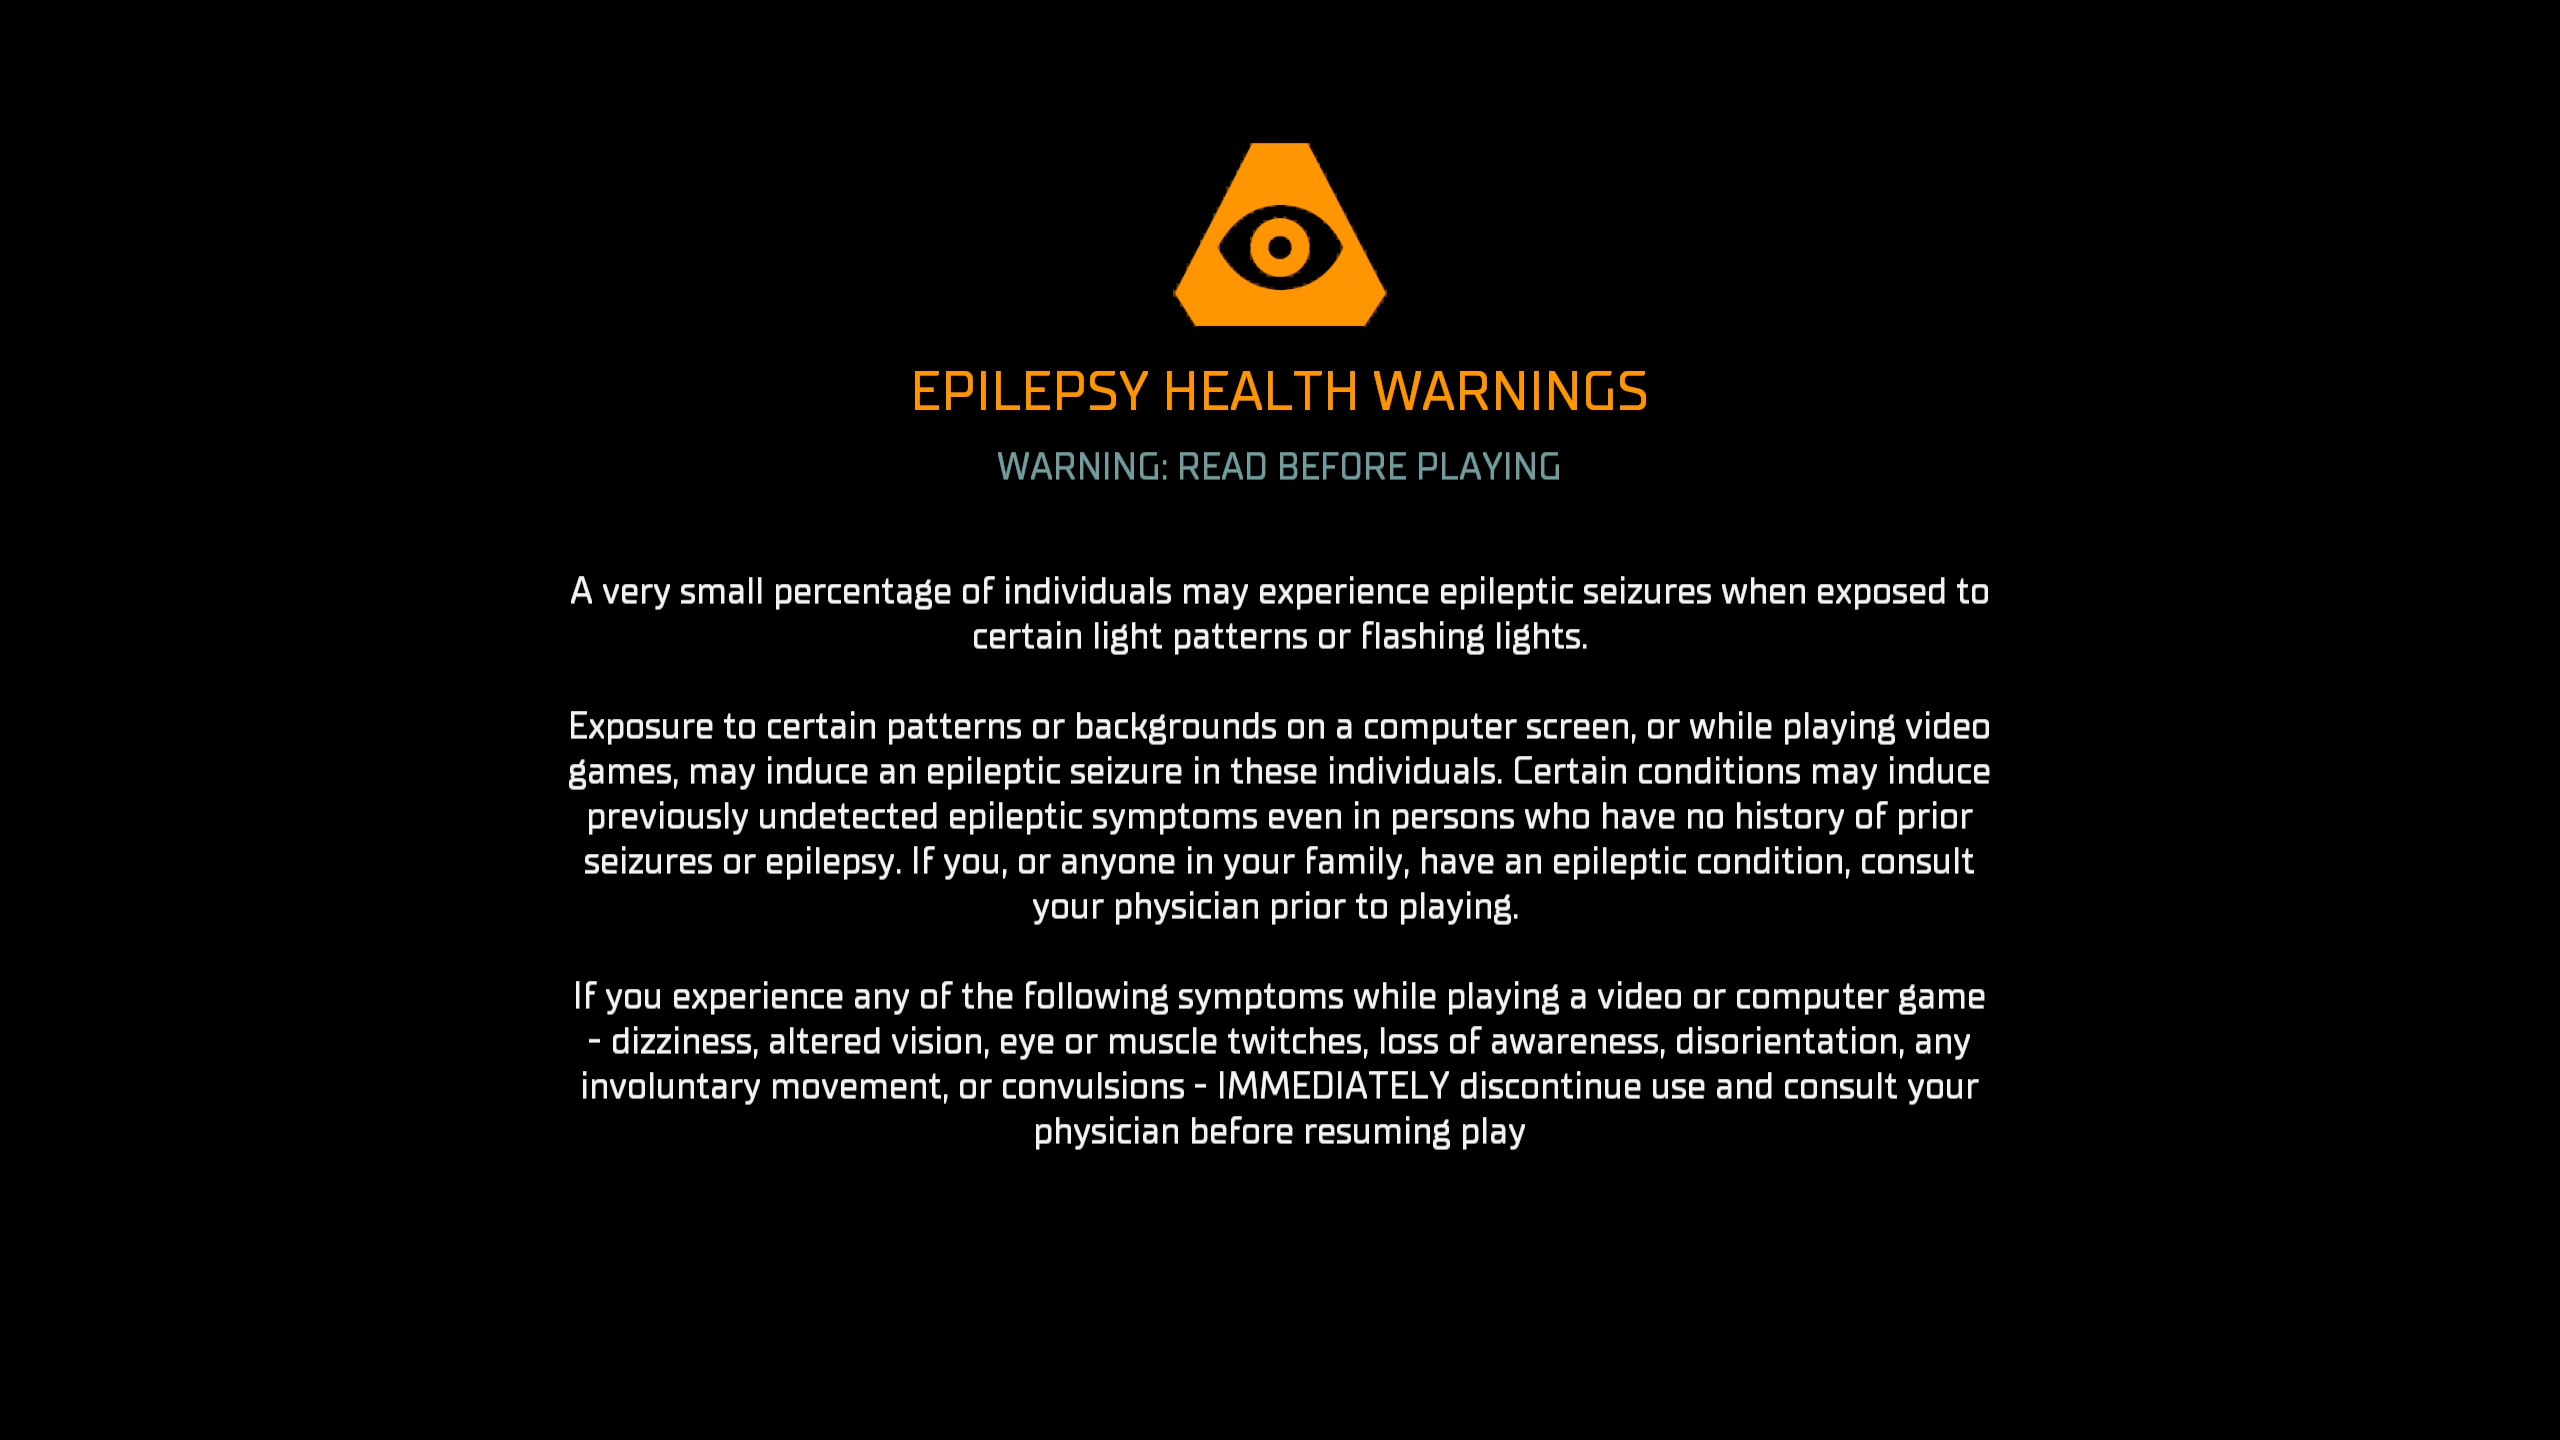 EPILEPSY HEALTH WARNINGS
WARNING: READ BEFORE PLAYING
A very small percentage of individuals may experience epileptic seizures when exposed to
certain light patterns or flashing lights.
Exposure to certain patterns or backgrounds on a computer screen, or while playing video
games, may induce an epileptic seizure in these individuals. Certain conditions may induce
previously undetected epileptic symptoms even in persons who have no history of prior
seizures or epilepsy. If you, or anyone in your family, have an epileptic condition, consult
your physician prior to playing.
If you experience any of the following symptoms while playing a video or computer game
- dizziness, altered vision, eye or muscle twitches, loss of awareness, disorientation, any
involuntary movement, or convulsions - IMMEDIATELY discontinue use and consult your
physician before resuming play